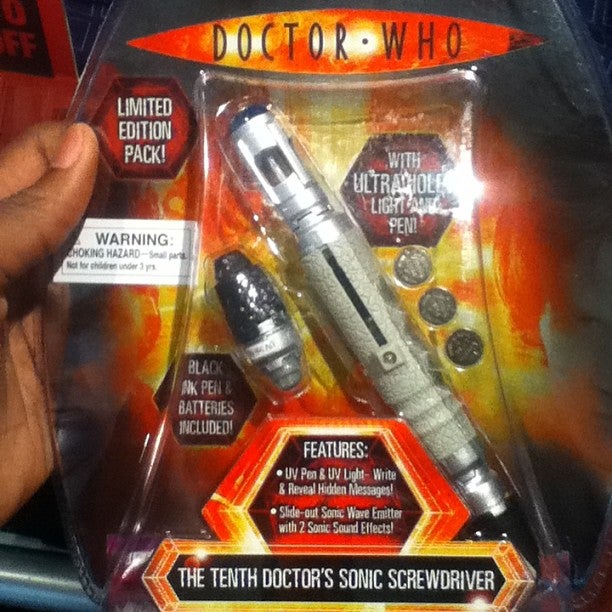 DOCTOR • WHO
LIMITED
EDITION
PACK!
WITH
ULTRAVIOLET
LIGHT AND
PEN!
WARNING:
CHOKING HAZARD—Small parts
Not for children under 3 yrs.
BLACK
INK PEN &
BATTERIES
INCLUDED!
FEATURES:
• UV Pen & UV Light- Write
& Reveal Hidden Messages!
• Slide-out Sonic Wave Emitter
with 2 Sonic Sound Effects!
THE TENTH DOCTOR'S SONIC SCREWDRIVER